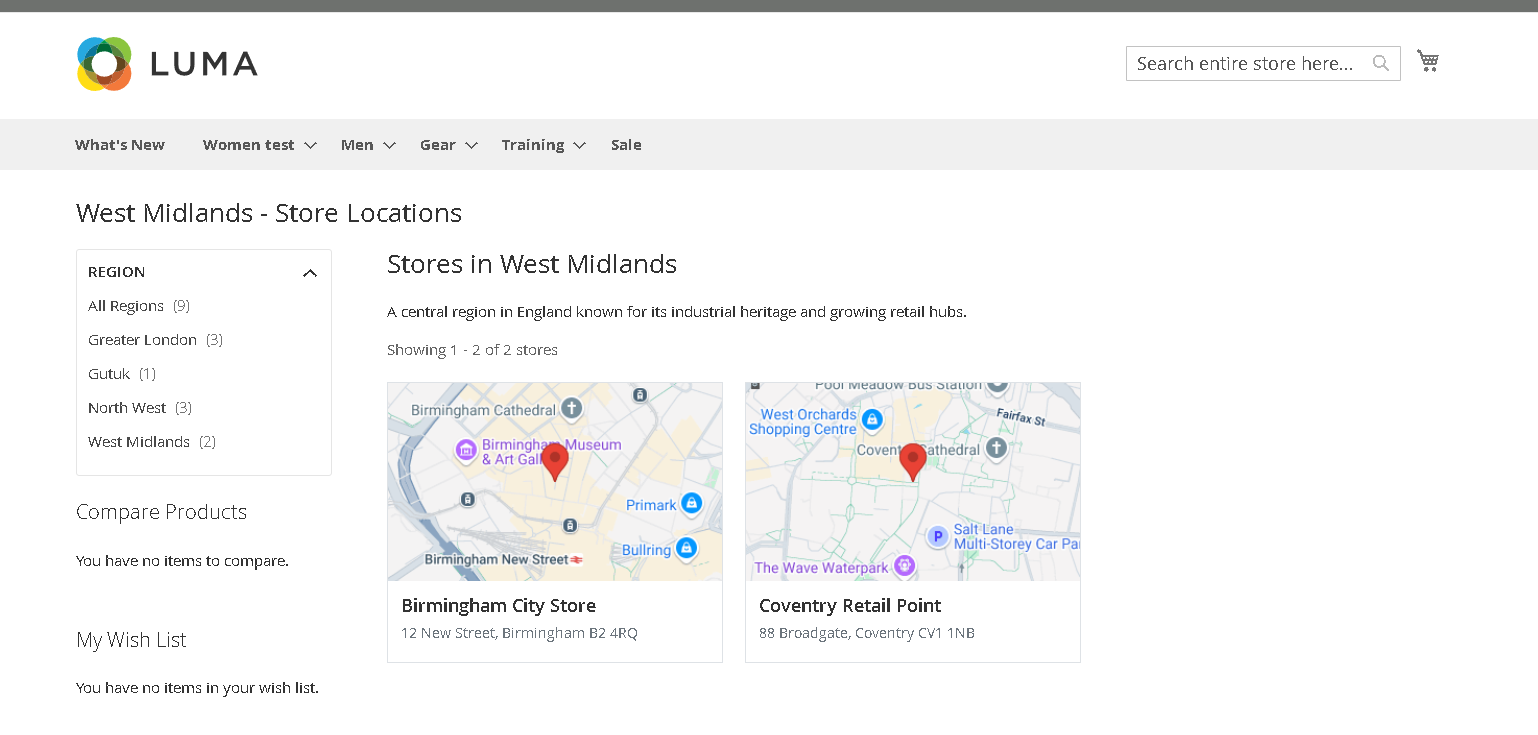 LUMA
Search entire store here...
What's New
Women test
Men
Gear
Training
Sale
West Midlands - Store Locations
REGION
All Regions (9)
Greater London (3)
Gutuk (1)
North West (3)
West Midlands (2)
Compare Products
You have no items to compare.
My Wish List
You have no items in your wish list.
Stores in West Midlands
A central region in England known for its industrial heritage and growing retail hubs.
Showing 1 - 2 of 2 stores
Birmingham Cathedral
Birmingham Museum
& Art Gall
Primark
Bullring
Birmingham New Street
Birmingham City Store
12 New Street, Birmingham B2 4RQ
Pool Meadow Bus Station
West Orchards
Shopping Centre
Fairfax St
Coventry Cathedral
P
Salt Lane
Multi-Storey Car Pa
The Wave Waterpark
Coventry Retail Point
88 Broadgate, Coventry CV1 1NB